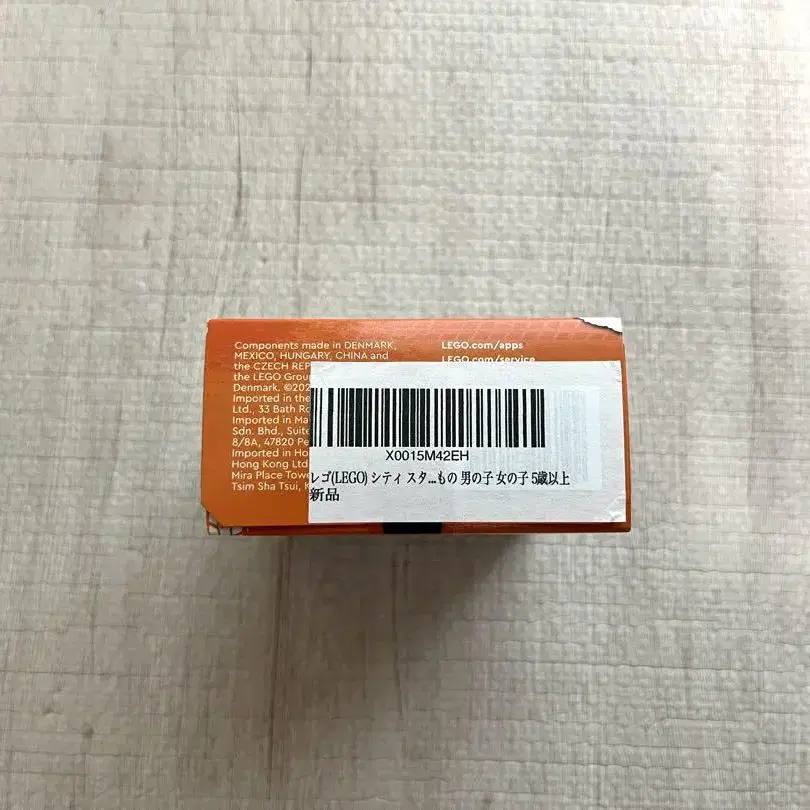 Components made in DENMARK,
MEXICO, HUNGARY, CHINA and
the CZECH REP
the LEGO Grou
Denmark. ©202
Imported in the
Ltd., 33 Bath Ro
Imported in Ma
Sdn. Bhd., Suite
8/8A, 47820 Pe
Imported in Ho
Hong Kong Ltd
Mira Place Towe
Tsim Sha Tsui, K
LEGO.com/apps
LEGO.com/service
X0015M42EH
レゴ(LEGO) シティ スタ...もの 男の子 女の子 5歳以上
新品